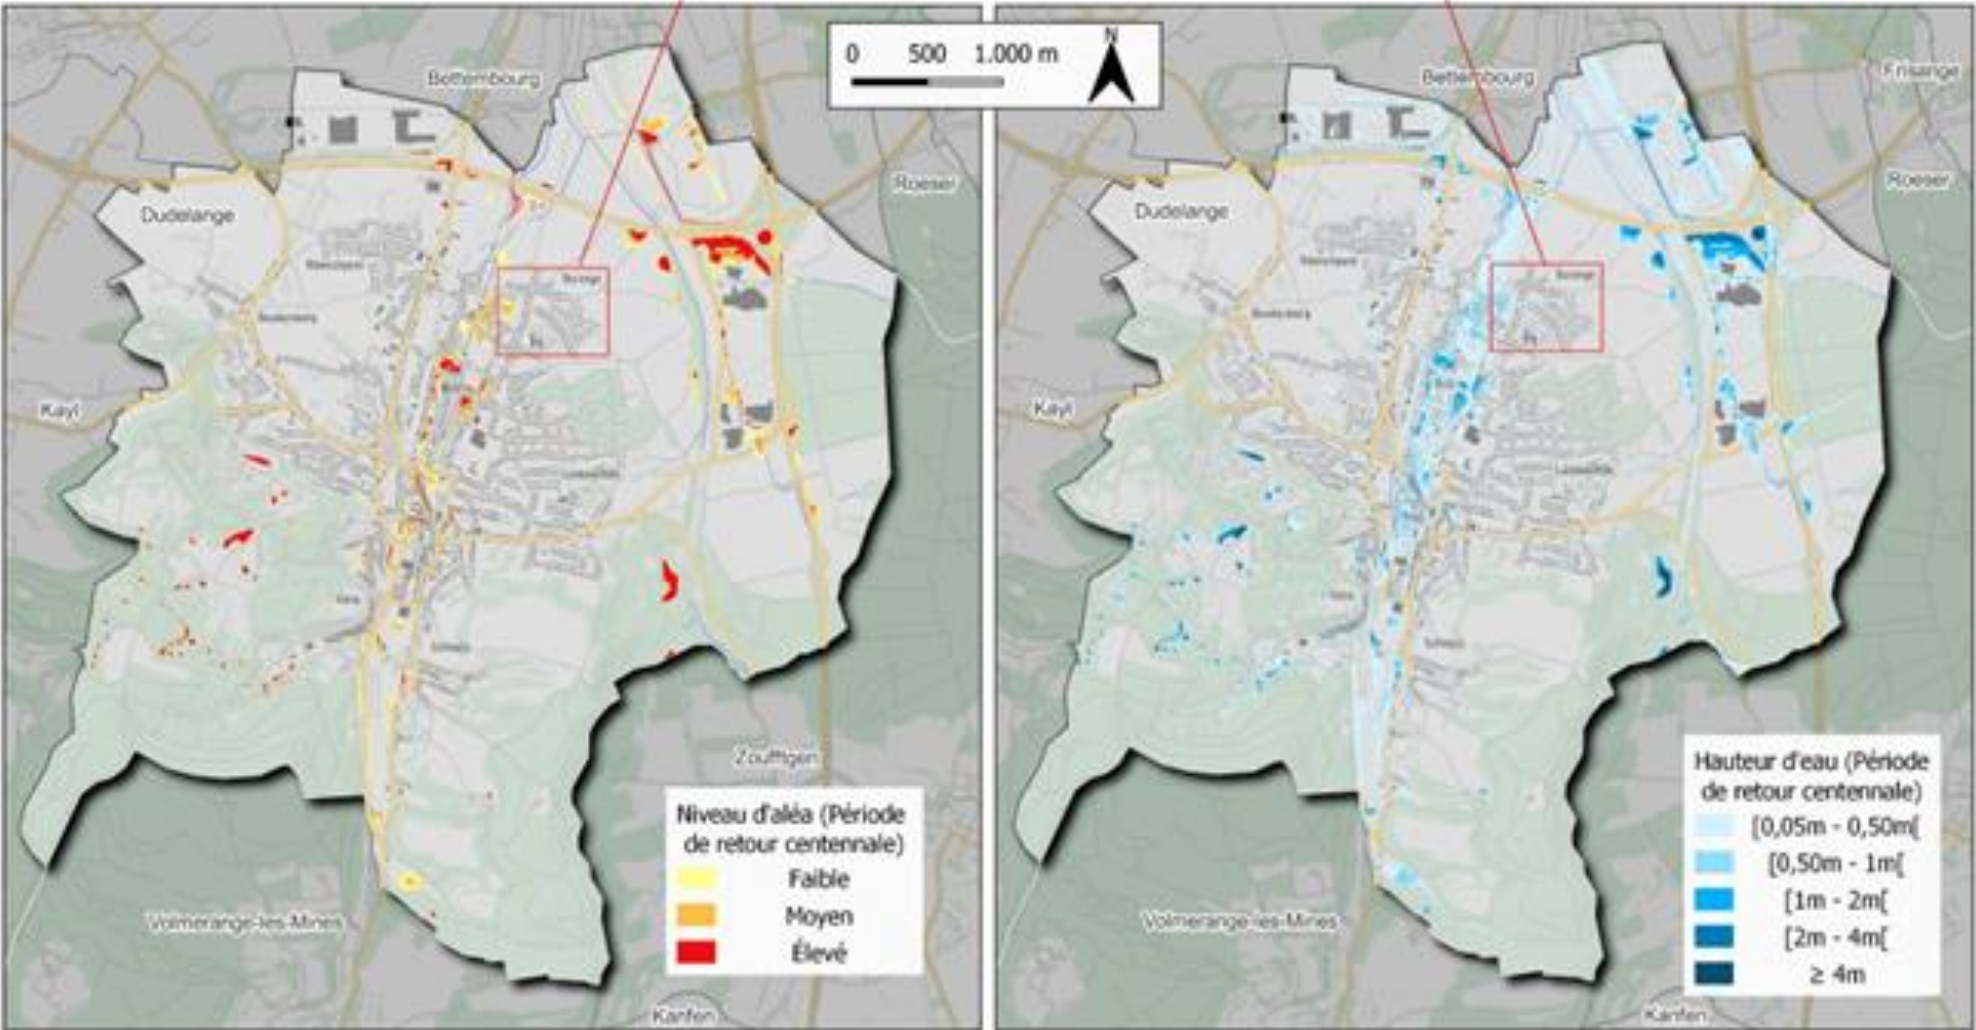 0 500 1.000 m
N
Bettembourg
Roeser
Dudelange
Kayl
Zoufftgen
Niveau d'aléa (Période
de retour centennale)
Faible
Moyen
Élevé
Volmerange-les-Mines
Kanfen
Bettembourg
Frisange
Roeser
Dudelange
Kayl
Hauteur d'eau (Période
de retour centennale)
[0,05m - 0,50m[
[0,50m - 1m[
[1m - 2m[
[2m - 4m[
≥ 4m
Volmerange-les-Mines
Kanfen